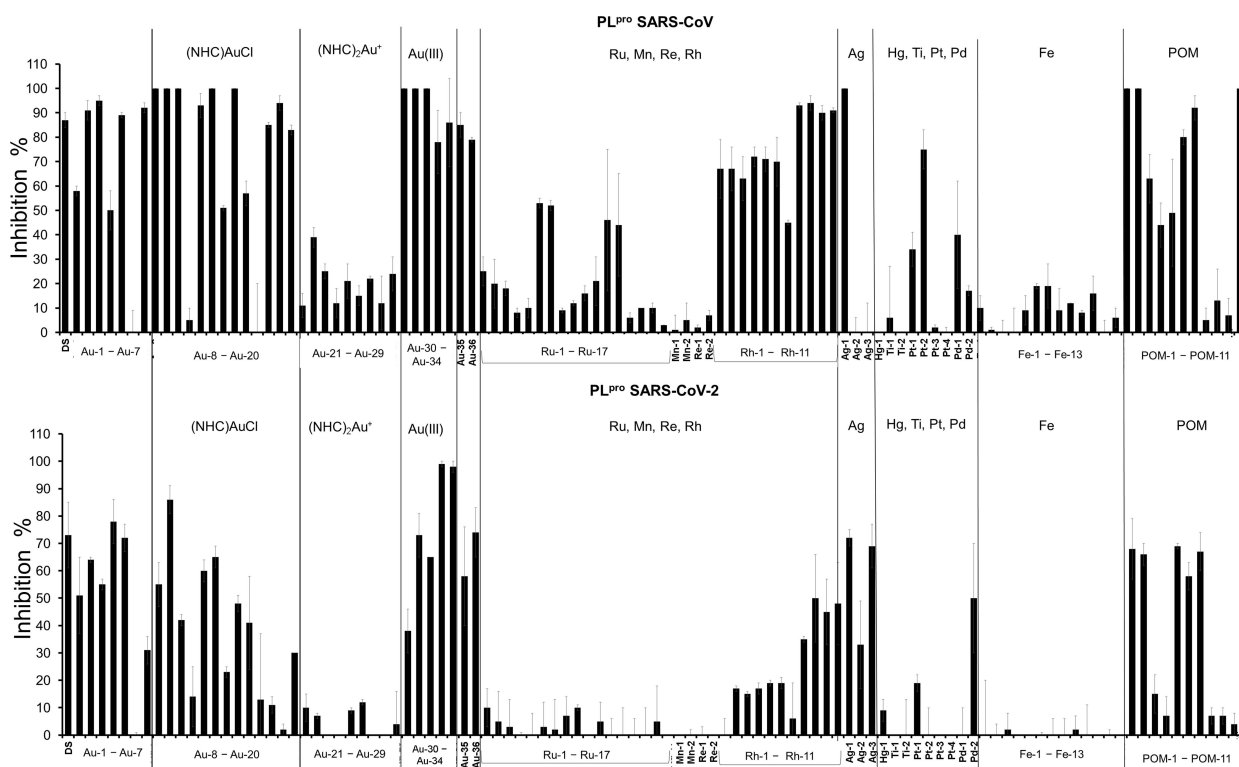 PLpro SARS-CoV
(NHC)AuCl
(NHC)2Au+
Au(III)
Ru, Mn, Re, Rh
Ag
Hg, Ti, Pt, Pd
Fe
POM
Inhibition %
110
100
90
80
70
60
50
40
30
20
10
0
DS
Au-1 – Au-7
Au-8 – Au-20
Au-21 – Au-29
Au-30 –
Au-34
Au-35
Au-36
Ru-1 – Ru-17
Mn-1
Mn-2
Re-1
Re-2
Rh-1 – Rh-11
Ag-1
Ag-2
Ag-3
Hg-1
Ti-1
Ti-2
Pt-1
Pt-2
Pt-3
Pt-4
Pd-1
Pd-2
Fe-1 – Fe-13
POM-1 – POM-11
PLpro SARS-CoV-2
(NHC)AuCl
(NHC)2Au+
Au(III)
Ru, Mn, Re, Rh
Ag
Hg, Ti, Pt, Pd
Fe
POM
Inhibition %
110
100
90
80
70
60
50
40
30
20
10
0
DS
Au-1 – Au-7
Au-8 – Au-20
Au-21 – Au-29
Au-30 –
Au-34
Au-35
Au-36
Ru-1 – Ru-17
Mn-1
Mn-2
Re-1
Re-2
Rh-1 – Rh-11
Ag-1
Ag-2
Ag-3
Hg-1
Ti-1
Ti-2
Pt-1
Pt-2
Pt-3
Pt-4
Pd-1
Pd-2
Fe-1 – Fe-13
POM-1 – POM-11